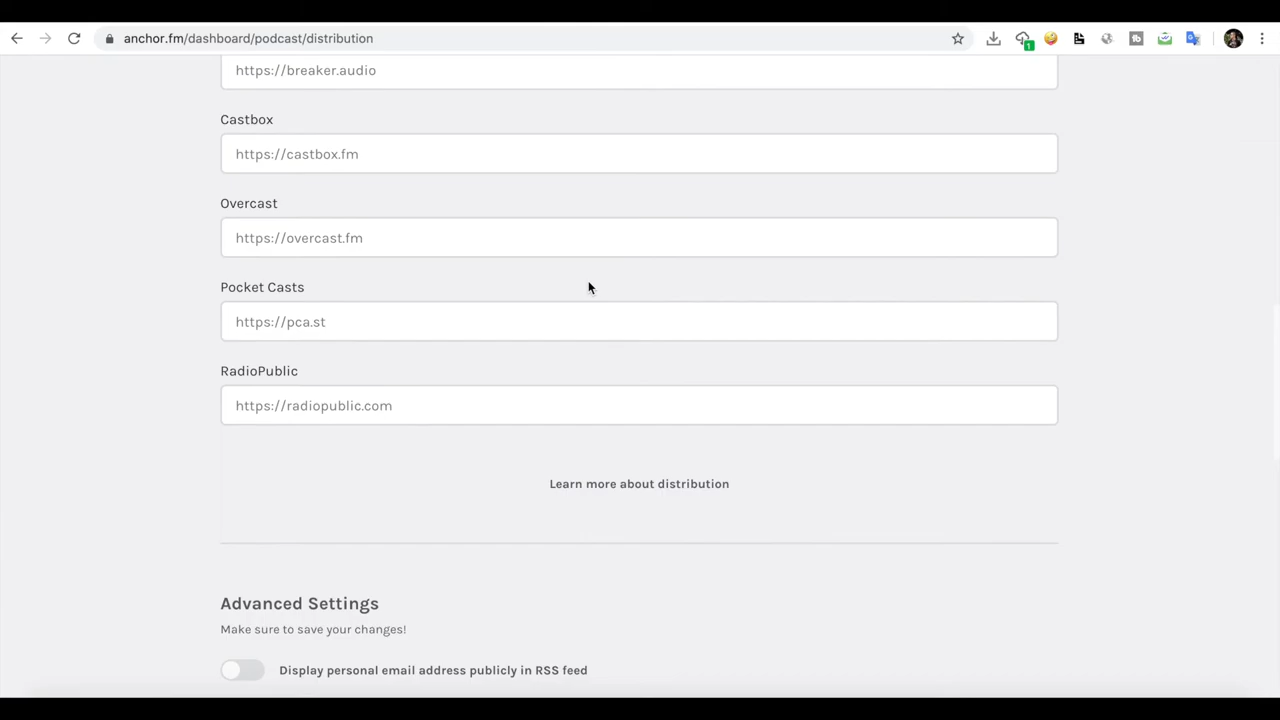 anchor.fm/dashboard/podcast/distribution
1
https://breaker.audio
Castbox
https://castbox.fm
Overcast
https://overcast.fm
Pocket Casts
https://pca.st
RadioPublic
https://radiopublic.com
Learn more about distribution
Advanced Settings
Make sure to save your changes!
Display personal email address publicly in RSS feed